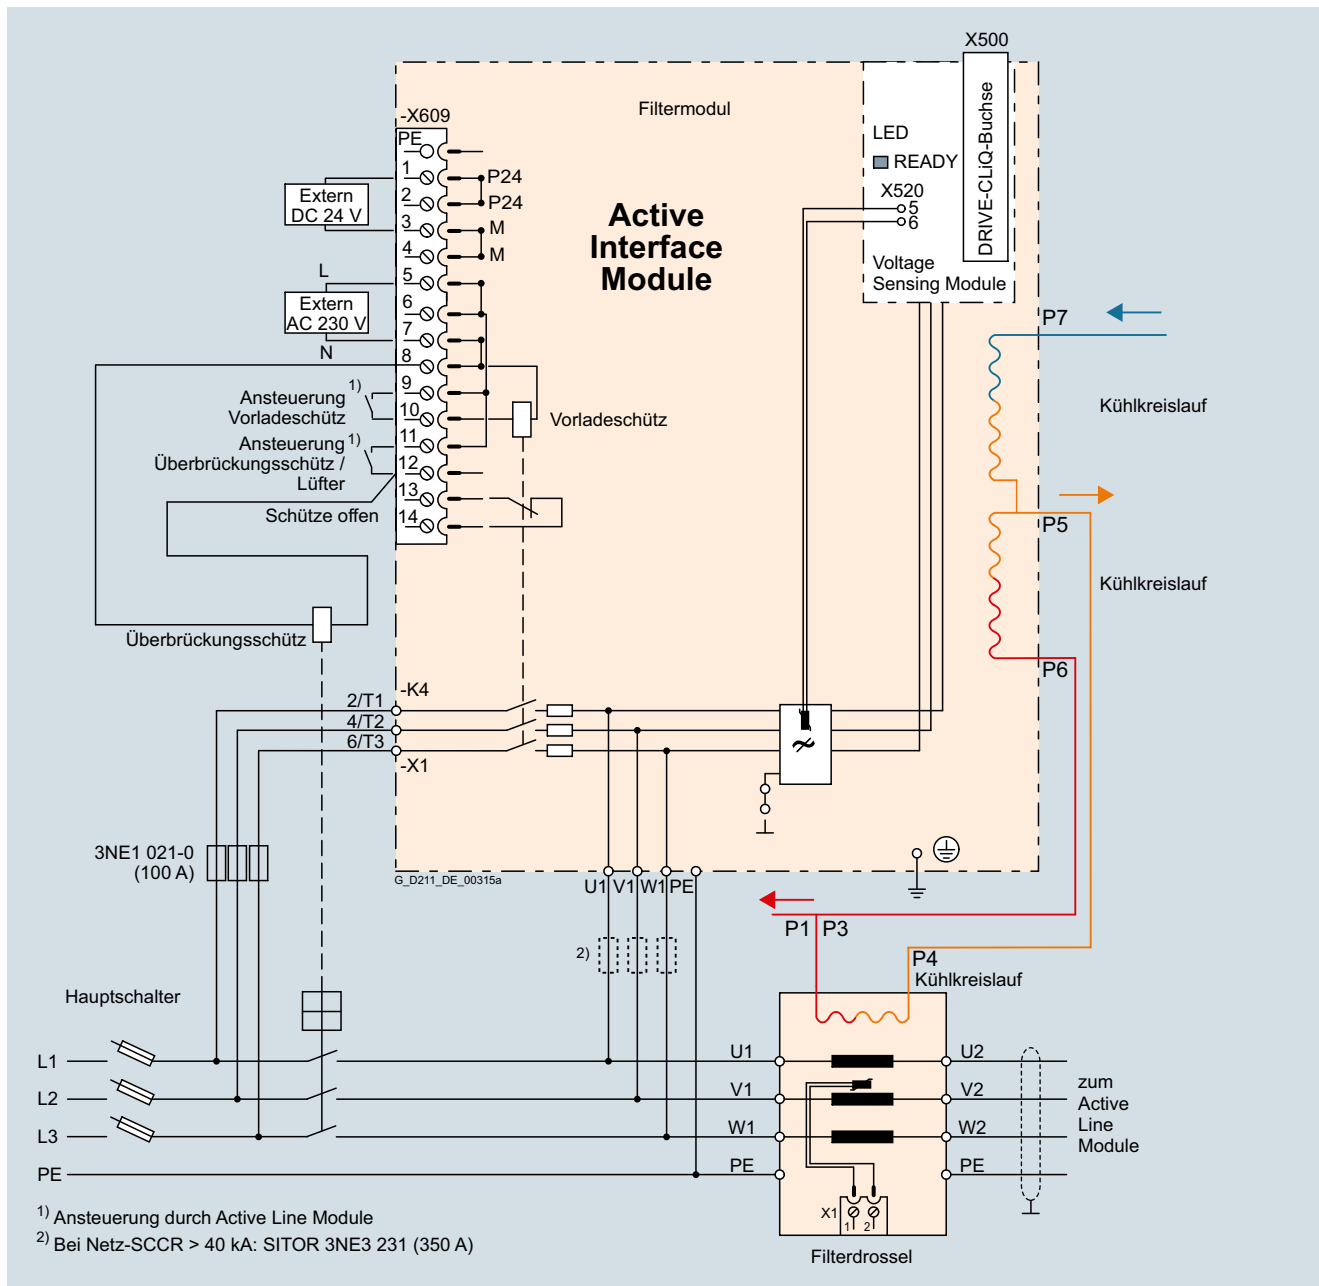 X500
Filtermodul
-X609
PE
1
2
3
4
5
6
7
8
9
10
11
12
13
14
P24
P24
M
M
Extern
DC 24 V
L
Extern
AC 230 V
N
Active
Interface
Module
LED
READY
X520
5
6
DRIVE-CLiQ-Buchse
Voltage
Sensing Module
P7
Kühlkreislauf
P5
Kühlkreislauf
P6
Ansteuerung 1)
Vorladeschütz
Ansteuerung 1)
Überbrückungsschütz /
Lüfter
Schütze offen
Vorladeschütz
Überbrückungsschütz
-K4
2/T1
4/T2
6/T3
-X1
3NE1 021-0
(100 A)
G_D211_DE_00315a
U1 V1 W1 PE
2)
P1 P3
P4
Kühlkreislauf
Hauptschalter
L1
L2
L3
PE
U1
V1
W1
PE
U2
V2
W2
PE
zum
Active
Line
Module
X1
1 2
Filterdrossel
1) Ansteuerung durch Active Line Module
2) Bei Netz-SCCR > 40 kA: SITOR 3NE3 231 (350 A)